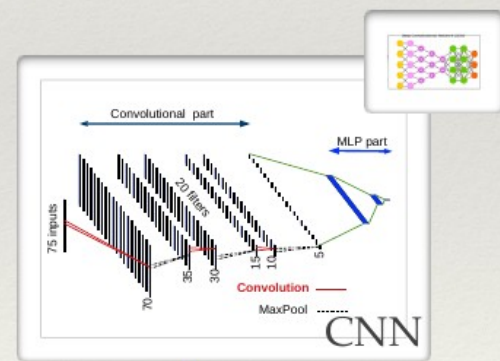 Convolutional part
MLP part
20 filters
75 inputs
70
35
30
15
10
5
Convolution
MaxPool
CNN